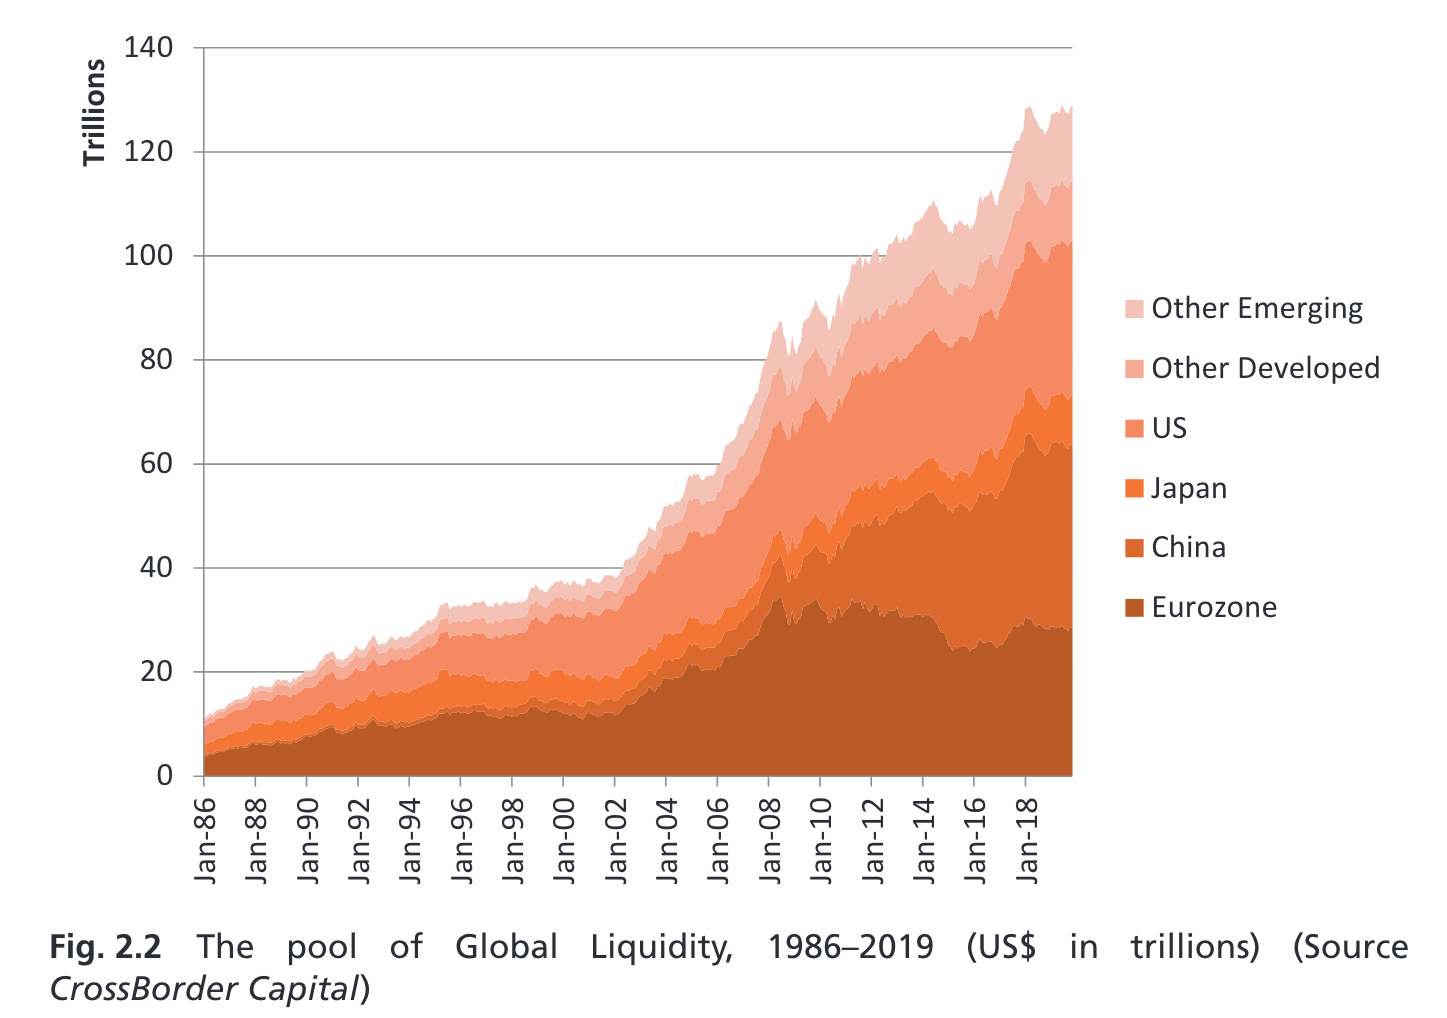 Trillions
140
120
100
80
60
40
20
0
Jan-86
Jan-88
Jan-90
Jan-92
Jan-94
Jan-96
Jan-98
Jan-00
Jan-02
Jan-04
Jan-06
Jan-08
Jan-10
Jan-12
Jan-14
Jan-16
Jan-18
Other Emerging
Other Developed
US
Japan
China
Eurozone
Fig. 2.2 The pool of Global Liquidity, 1986–2019 (US$ in trillions) (Source
CrossBorder Capital)